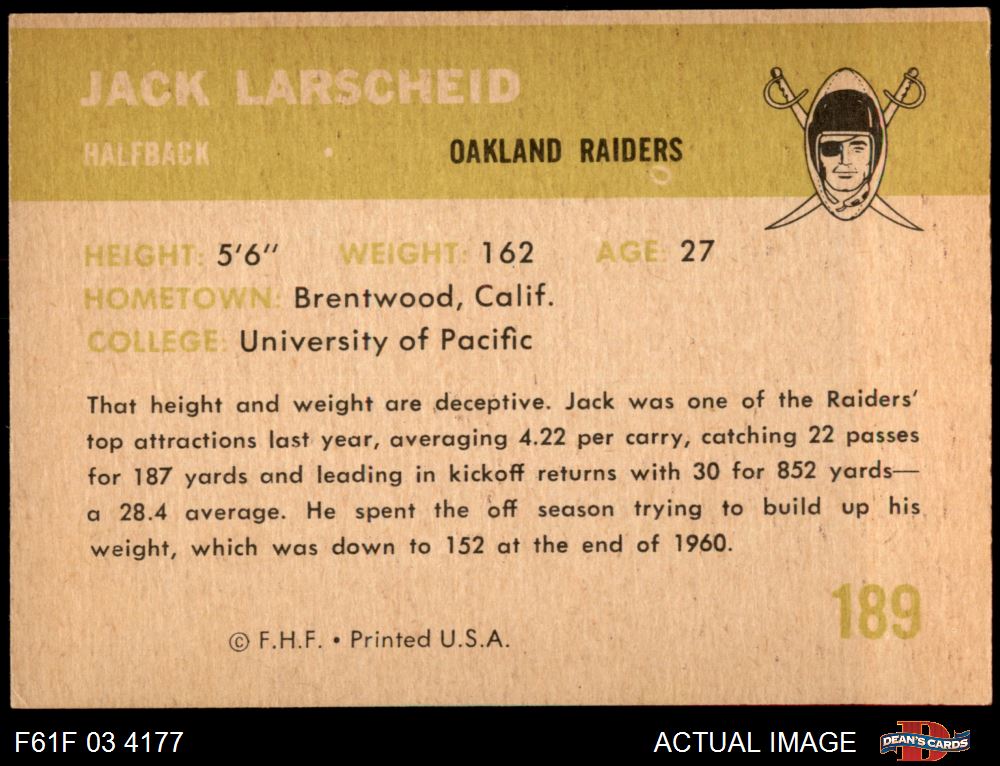 JACK LARSCHEID
HALFBACK
OAKLAND RAIDERS
HEIGHT: 5'6" WEIGHT: 162 AGE: 27
HOMETOWN: Brentwood, Calif.
COLLEGE: University of Pacific
That height and weight are deceptive. Jack was one of the Raiders'
top attractions last year, averaging 4.22 per carry, catching 22 passes
for 187 yards and leading in kickoff returns with 30 for 852 yards—
a 28.4 average. He spent the off season trying to build up his
weight, which was down to 152 at the end of 1960.
189
© F.H.F. • Printed U.S.A.
F61F 03 4177
ACTUAL IMAGE
D
DEAN'S CARDS